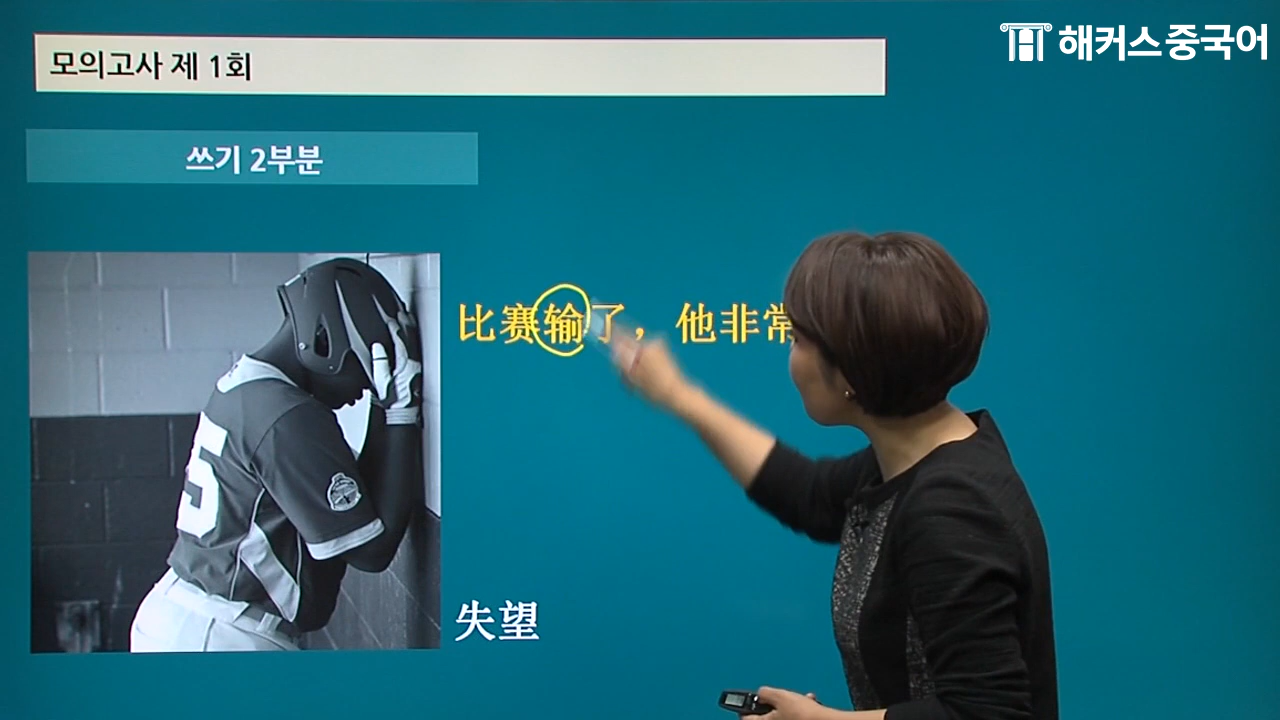 해커스중국어
모의고사 제 1회
쓰기 2부분
比赛输了，他非常
5
失望